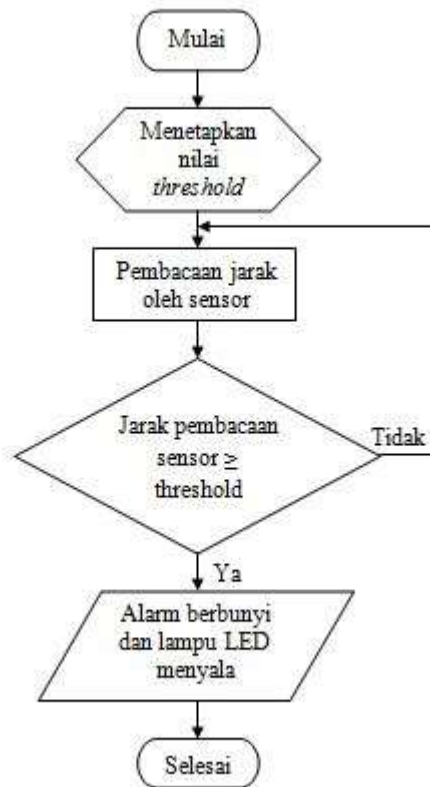 Mulai
Menetapkan
nilai
threshold
Pembacaan jarak
oleh sensor
Jarak pembacaan
sensor ≥
threshold
Tidak
Ya
Alarm berbunyi
dan lampu LED
menyala
Selesai